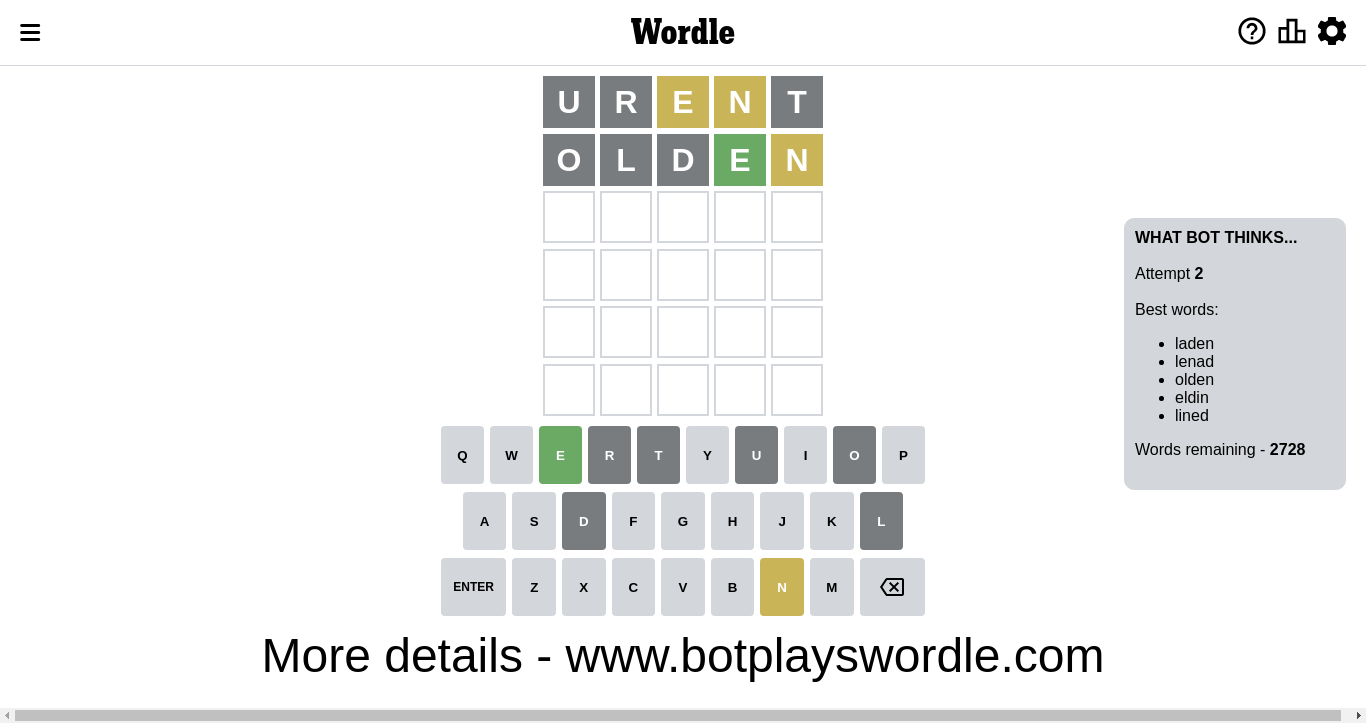 Wordle
U R E N T
O L D E N
WHAT BOT THINKS...
Attempt 2
Best words:
laden
lenad
olden
eldin
lined
Words remaining - 2728
Q W E R T Y U I O P
A S D F G H J K L
ENTER Z X C V B N M
More details - www.botplayswordle.com